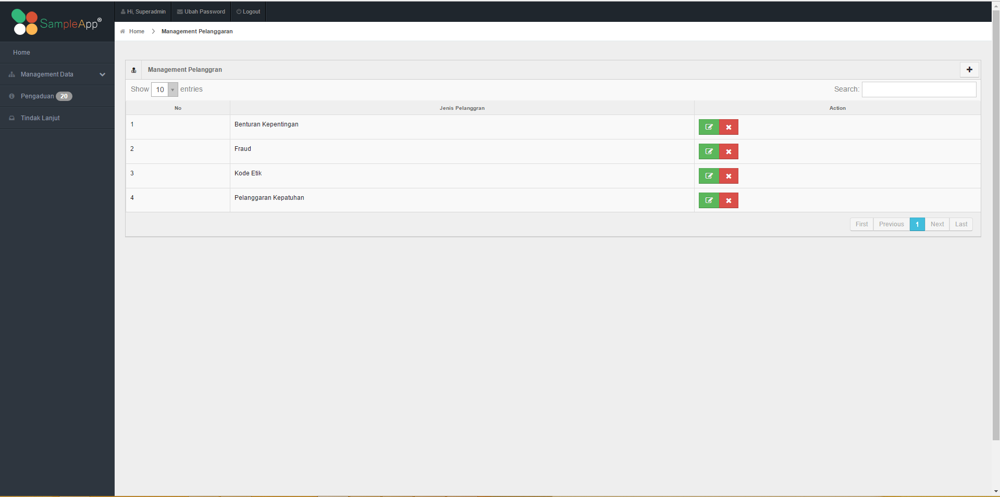 SampleApp®
Hi, Superadmin
Ubah Password
Logout
Home
Management Pelanggaran
Home
Management Data
Pengaduan 20
Tindak Lanjut
Management Pelanggran
Show 10 entries
Search:
No Jenis Pelanggran Action
1 Benturan Kepentingan
2 Fraud
3 Kode Etik
4 Pelanggaran Kepatuhan
First Previous 1 Next Last